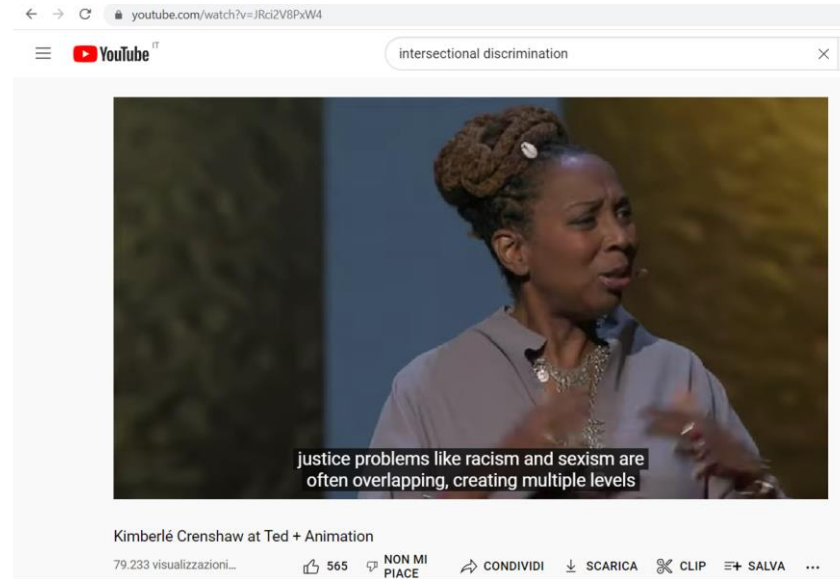 youtube.com/watch?v=JRci2V8PxW4
YouTube IT
intersectional discrimination
justice problems like racism and sexism are
often overlapping, creating multiple levels
Kimberlé Crenshaw at Ted + Animation
79.233 visualizzazioni...
565
NON MI
PIACE
CONDIVIDI
SCARICA
CLIP
SALVA
...